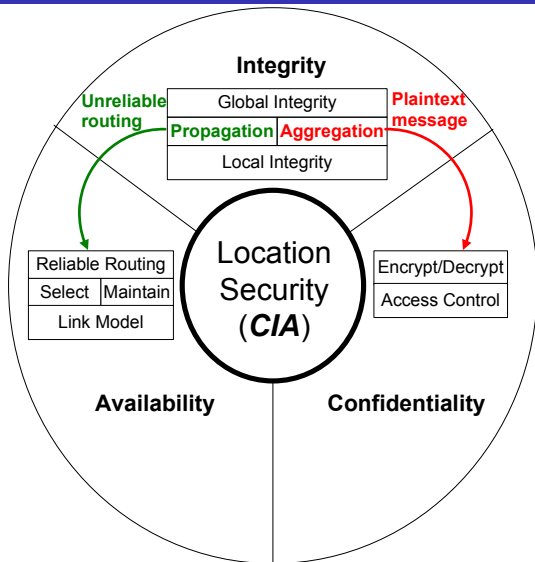 Integrity
Unreliable
routing
Global Integrity
Plaintext
message
Propagation Aggregation
Local Integrity
Location
Security
(CIA)
Reliable Routing
Select Maintain
Link Model
Encrypt/Decrypt
Access Control
Availability
Confidentiality